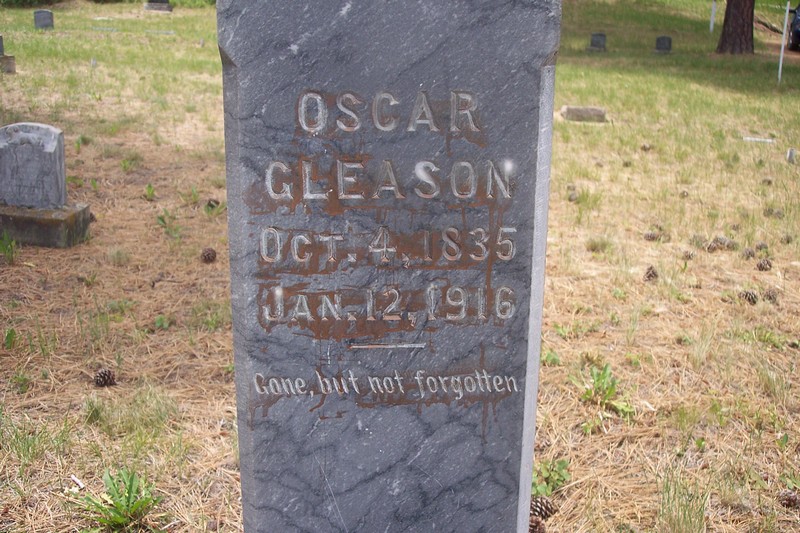 OSCAR
GLEASON
OCT. 4, 1835
JAN. 12, 1916
Gone, but not forgotten